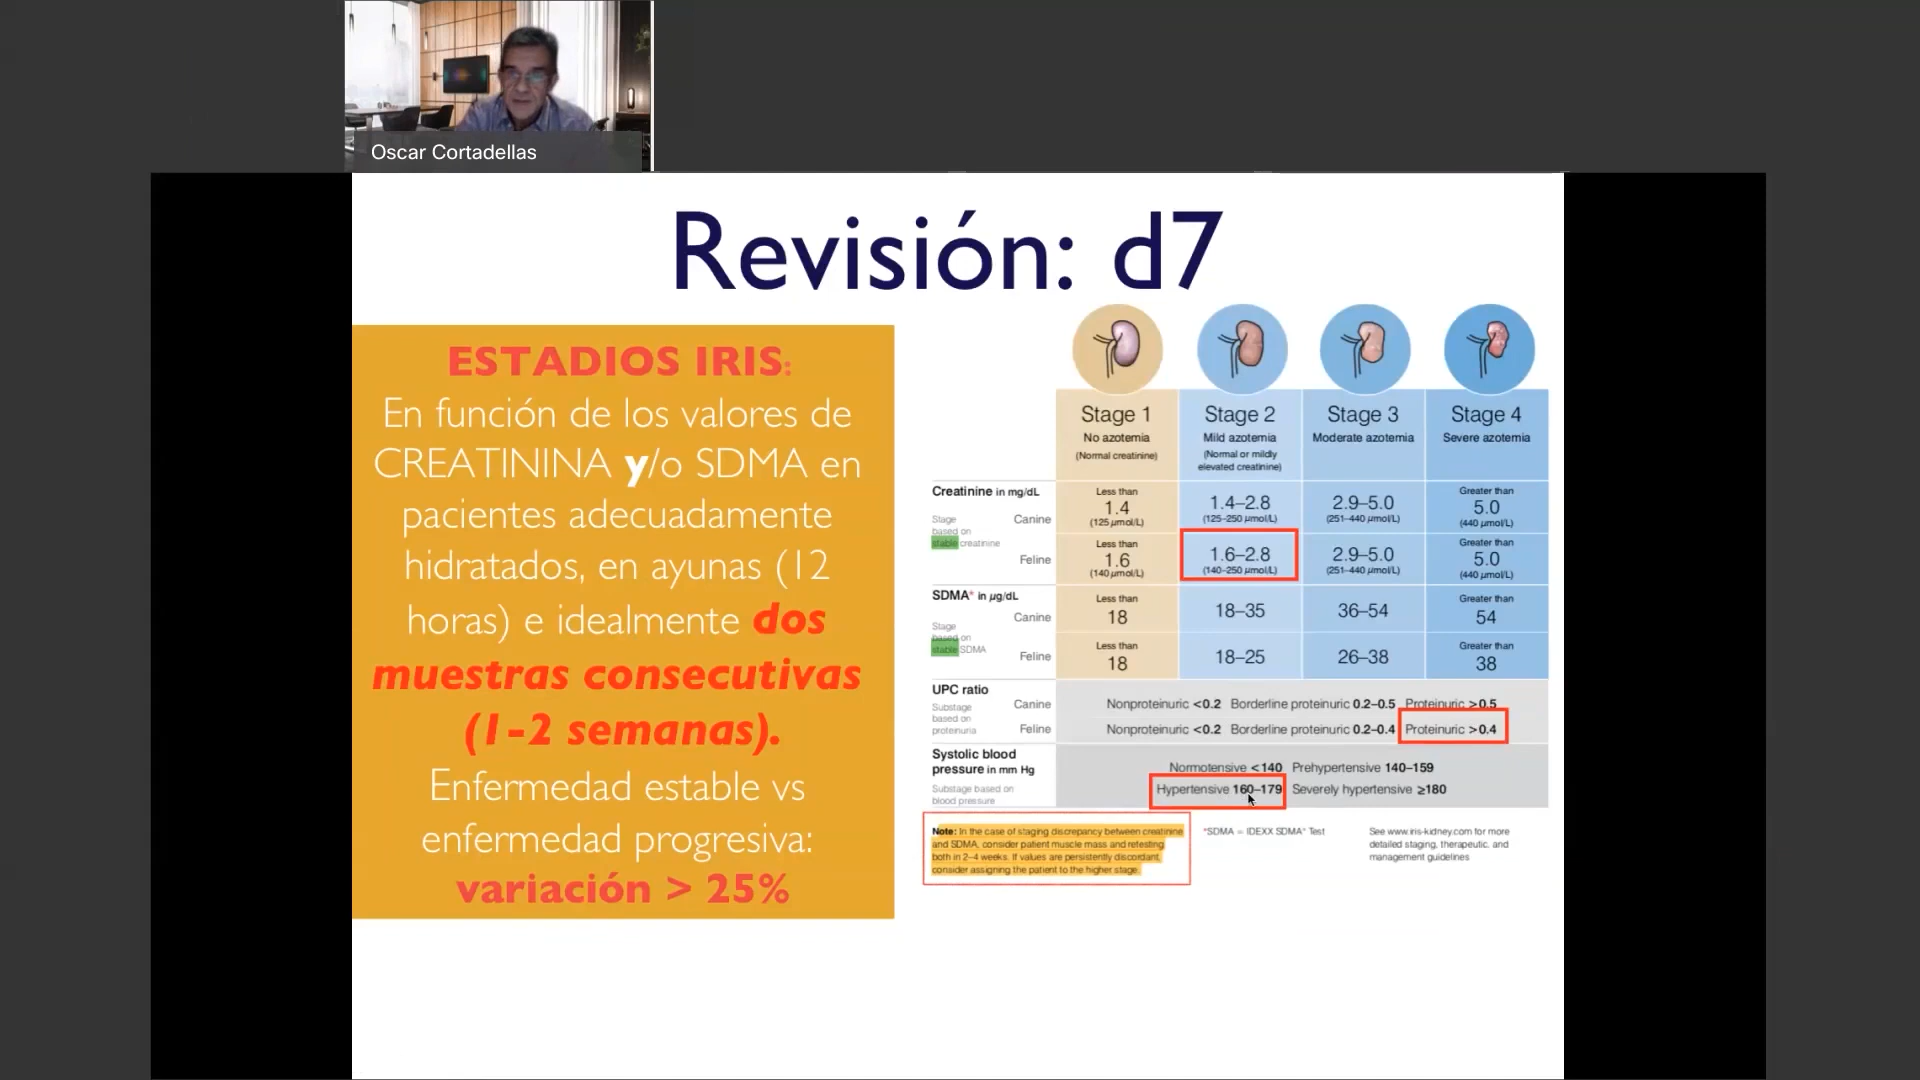 Oscar Cortadellas
Revisión: d7
ESTADIOS IRIS:
En función de los valores de
CREATININA y/o SDMA en
pacientes adecuadamente
hidratados, en ayunas (12
horas) e idealmente dos
muestras consecutivas
(1-2 semanas).
Enfermedad estable vs
enfermedad progresiva:
variación > 25%
Stage 1 Stage 2 Stage 3 Stage 4
No azotemia Mild azotemia Moderate azotemia Severe azotemia
(Normal creatinine) (Normal or mildly
elevated creatinine)
Creatinine in mg/dL
Stage
based on
stable creatinine
Canine
Less than
1.4
(125 µmol/L)
1.4–2.8
(125–250 µmol/L)
2.9–5.0
(251–440 µmol/L)
Greater than
5.0
(440 µmol/L)
Feline
Less than
1.6
(140 µmol/L)
1.6–2.8
(140–250 µmol/L)
2.9–5.0
(251–440 µmol/L)
Greater than
5.0
(440 µmol/L)
SDMA* in µg/dL
Stage
based on
stable SDMA
Canine
Less than
18
18–35
36–54
Greater than
54
Feline
Less than
18
18–25
26–38
Greater than
38
UPC ratio
Substage
based on
proteinuria
Canine
Nonproteinuric <0.2 Borderline proteinuric 0.2–0.5 Proteinuric >0.5
Feline
Nonproteinuric <0.2 Borderline proteinuric 0.2–0.4 Proteinuric >0.4
Systolic blood
pressure in mm Hg
Substage based on
blood pressure
Normotensive <140 Prehypertensive 140–159
Hypertensive 160–179 Severely hypertensive ≥180
Note: In the case of staging discrepancy between creatinine
and SDMA, consider patient muscle mass and retesting
both in 2–4 weeks. If values are persistently discordant,
consider assigning the patient to the higher stage.
*SDMA = IDEXX SDMA® Test
See www.iris-kidney.com for more
detailed staging, therapeutic, and
management guidelines